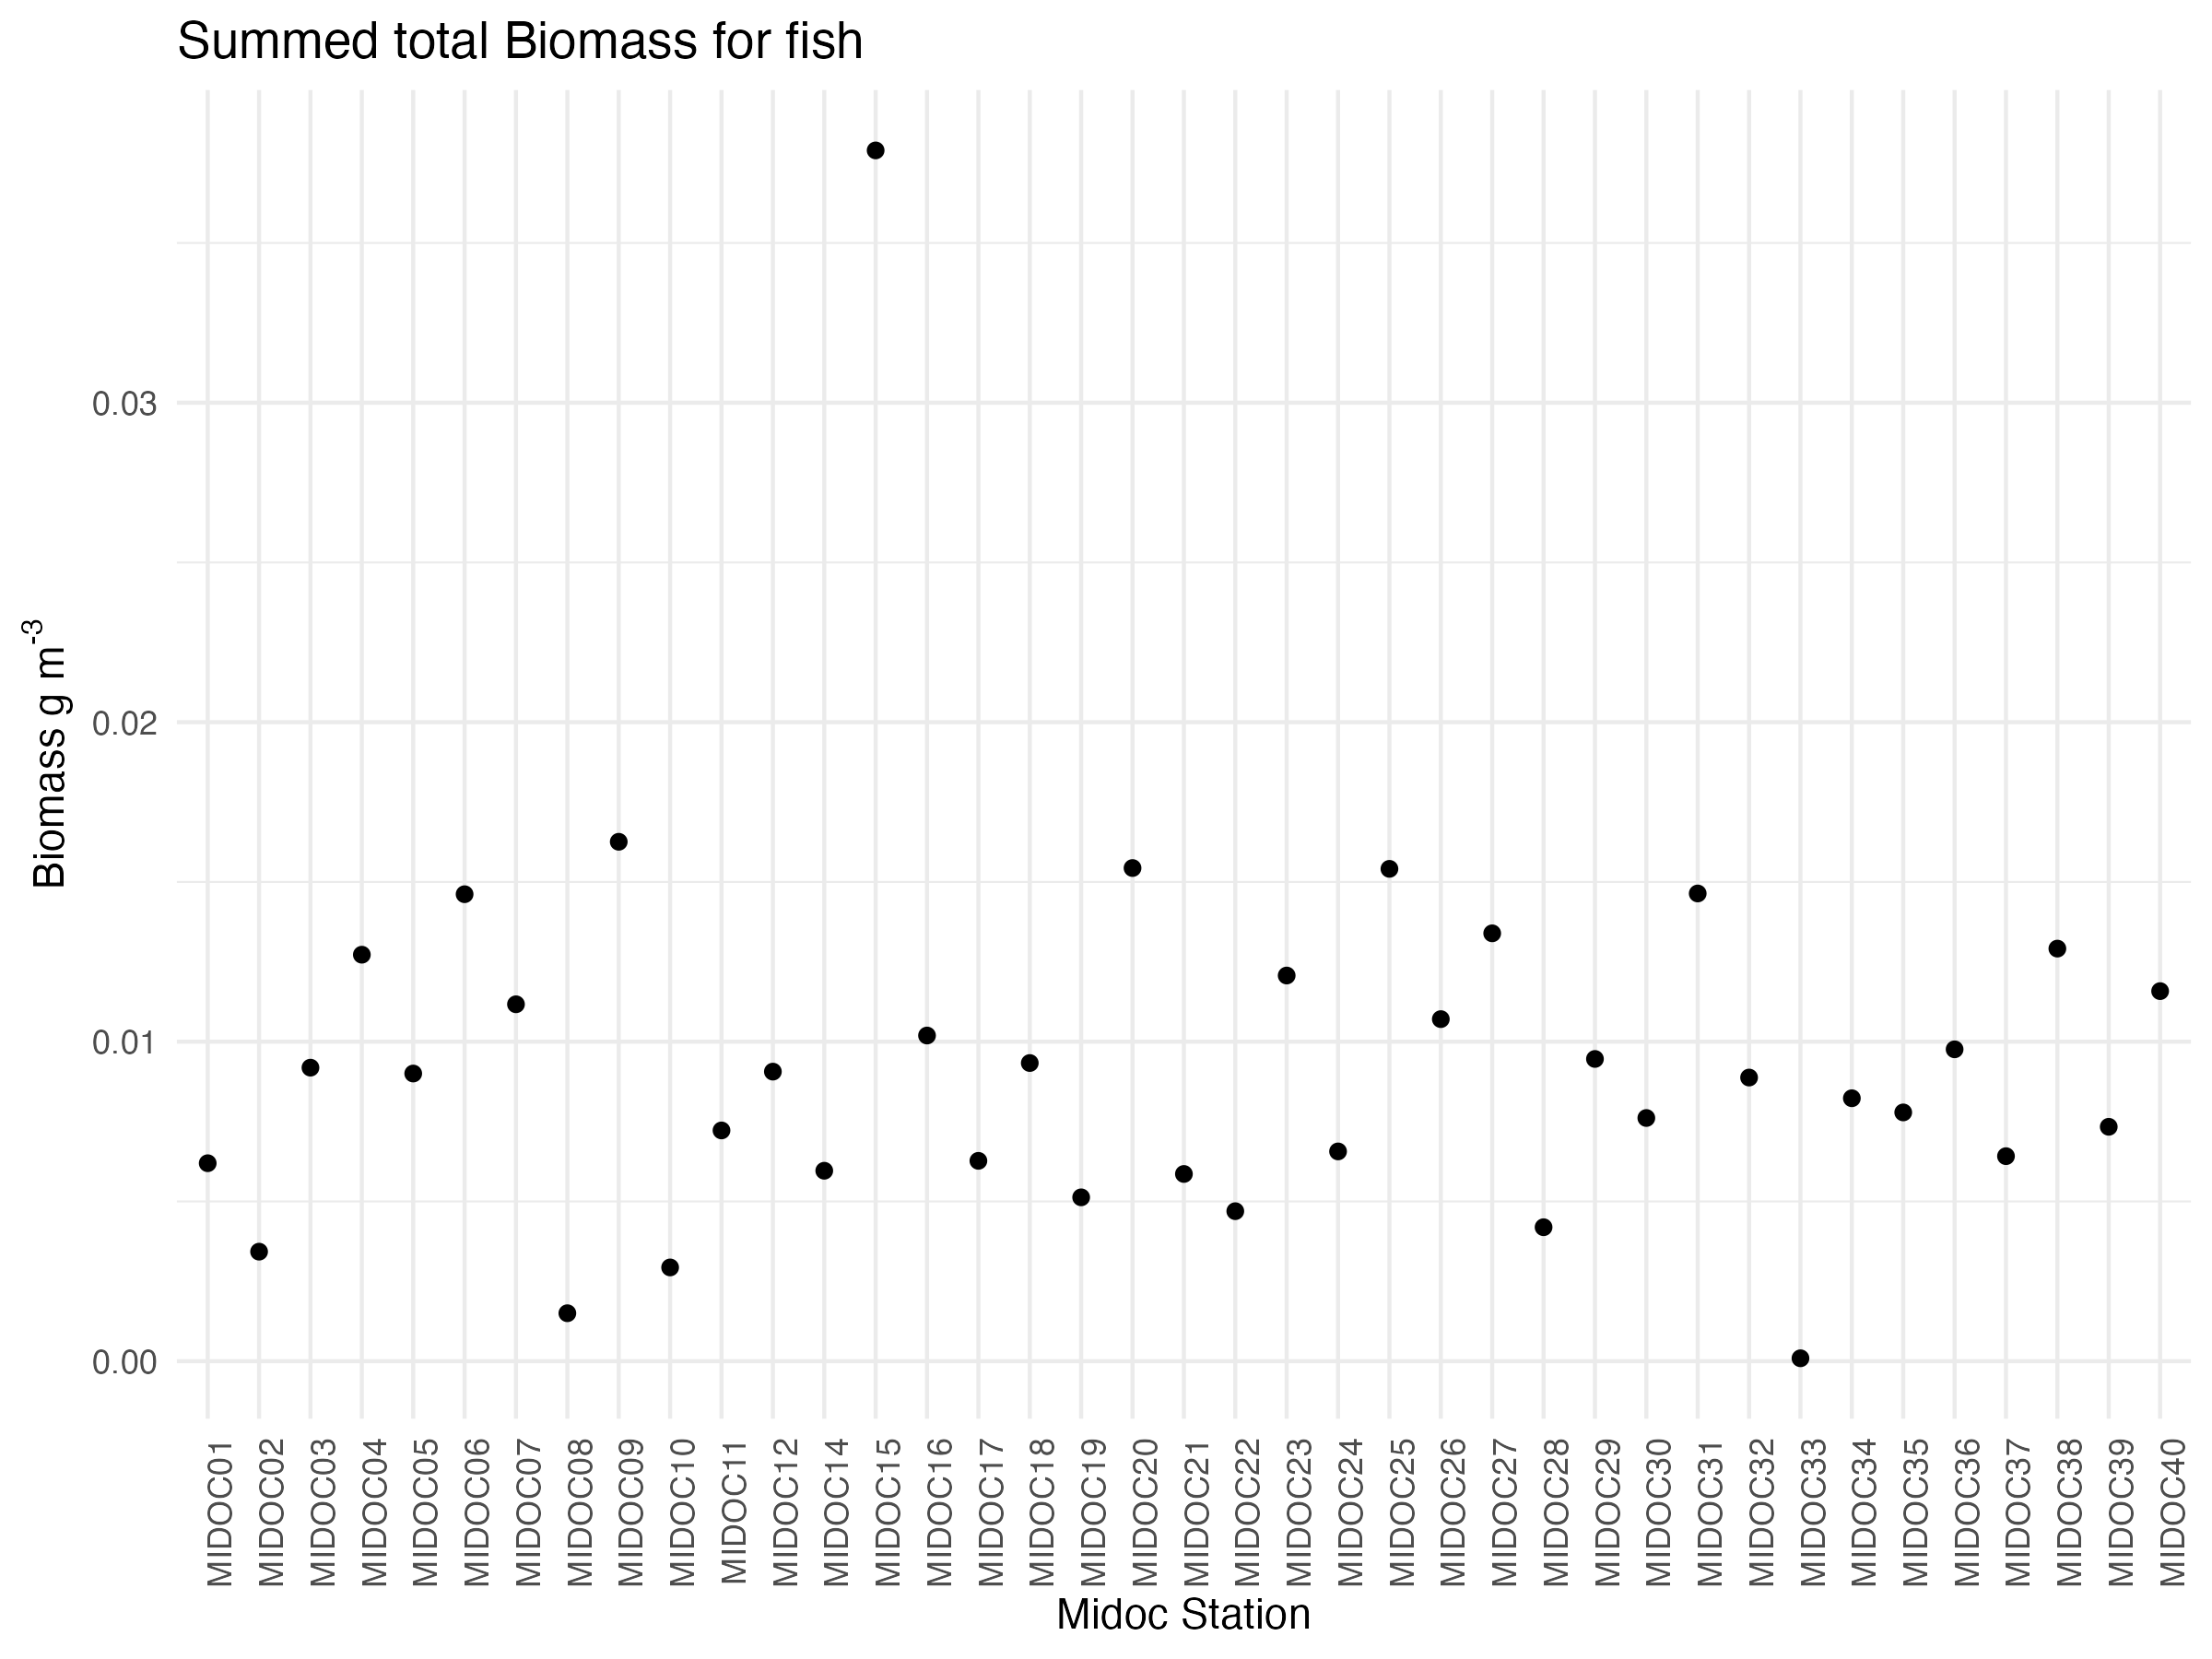 Summed total Biomass for fish
Biomass g m⁻³
0.03
0.02
0.01
0.00
MIDOC01
MIDOC02
MIDOC03
MIDOC04
MIDOC05
MIDOC06
MIDOC07
MIDOC08
MIDOC09
MIDOC10
MIDOC11
MIDOC12
MIDOC14
MIDOC15
MIDOC16
MIDOC17
MIDOC18
MIDOC19
MIDOC20
MIDOC21
MIDOC22
MIDOC23
MIDOC24
MIDOC25
MIDOC26
MIDOC27
MIDOC28
MIDOC29
MIDOC30
MIDOC31
MIDOC32
MIDOC33
MIDOC34
MIDOC35
MIDOC36
MIDOC37
MIDOC38
MIDOC39
MIDOC40
Midoc Station